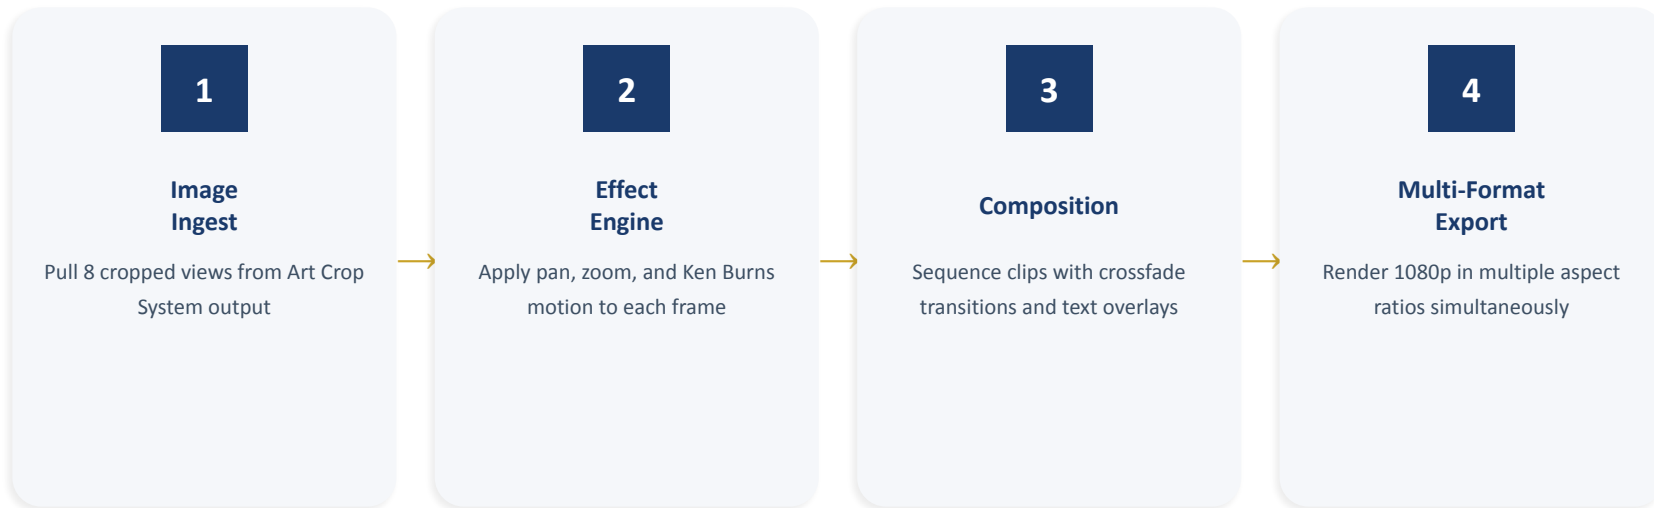 1
Image
Ingest
Pull 8 cropped views from Art Crop
System output
2
Effect
Engine
Apply pan, zoom, and Ken Burns
motion to each frame
3
Composition
Sequence clips with crossfade
transitions and text overlays
4
Multi-Format
Export
Render 1080p in multiple aspect
ratios simultaneously